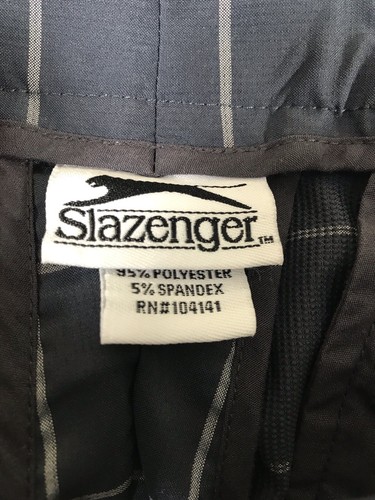 Slazenger™
95% POLYESTER
5% SPANDEX
RN#104141